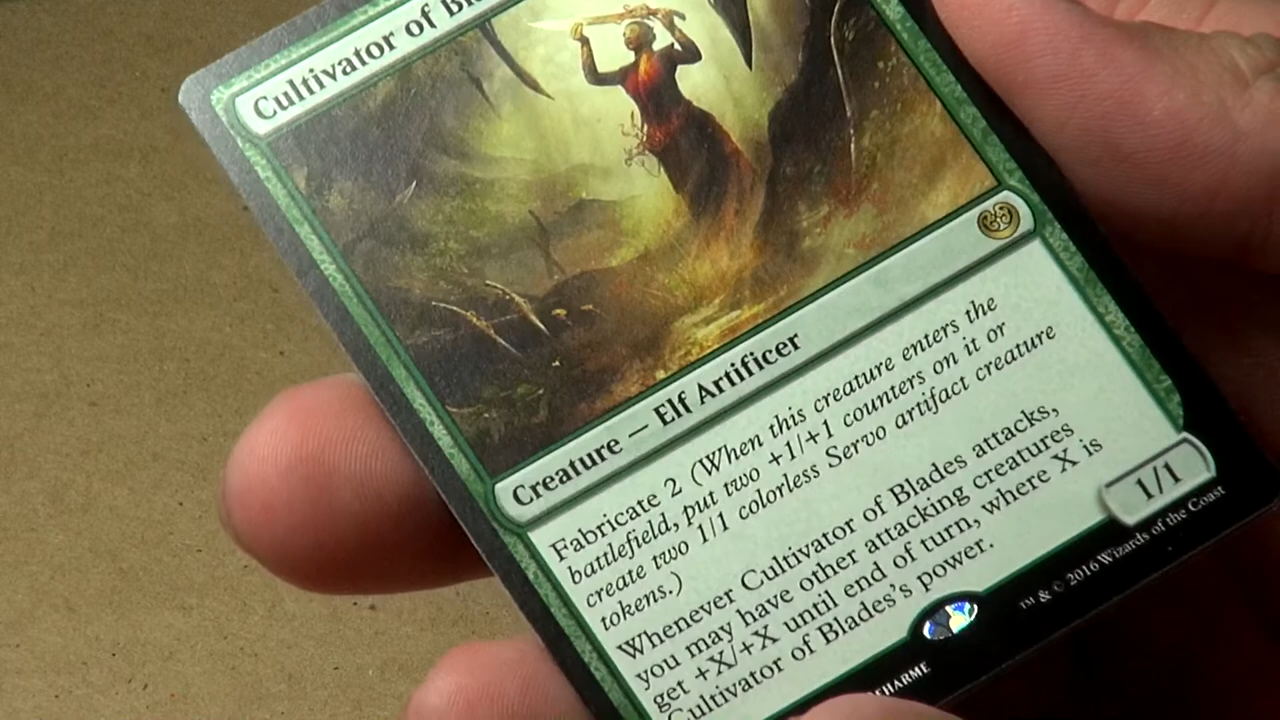 Cultivator of Bla
Creature — Elf Artificer
Fabricate 2 (When this creature enters the
battlefield, put two +1/+1 counters on it or
create two 1/1 colorless Servo artifact creature
tokens.)
Whenever Cultivator of Blades attacks,
you may have other attacking creatures
get +X/+X until end of turn, where X is
Cultivator of Blades's power.
1/1
™ & © 2016 Wizards of the Coast